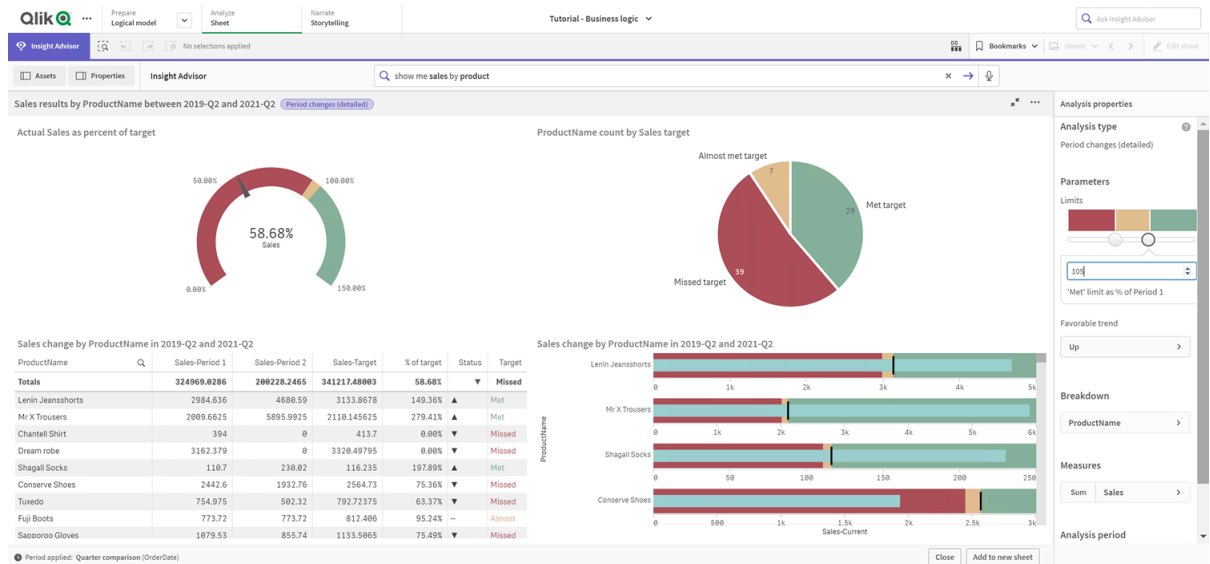 Qlik
Prepare
Logical model
Analyze
Sheet
Narrate
Storytelling
Tutorial - Business logic
Ask Insight Advisor
Insight Advisor
No selections applied
Bookmarks
Sheets
Edit sheet
Assets
Properties
Insight Advisor
show me sales by product
Sales results by ProductName between 2019-Q2 and 2021-Q2 Period changes (detailed)
Actual Sales as percent of target
50.00% 100.00%
58.68%
Sales
0.00% 150.00%
ProductName count by Sales target
Almost met target
7
Met target
29
39
Missed target
Sales change by ProductName in 2019-Q2 and 2021-Q2
ProductName Sales-Period 1 Sales-Period 2 Sales-Target % of target Status Target
Totals 324969.0286 200228.2465 341217.48003 58.68% ▼ Missed
Lenin Jeansshorts 2984.636 4680.59 3133.8678 149.36% ▲ Met
Mr X Trousers 2009.6625 5895.9925 2110.145625 279.41% ▲ Met
Chantell Shirt 394 0 413.7 0.00% ▼ Missed
Dream robe 3162.379 0 3320.49795 0.00% ▼ Missed
Shagall Socks 110.7 230.02 116.235 197.89% ▲ Met
Conserve Shoes 2442.6 1932.76 2564.73 75.36% ▼ Missed
Tuxedo 754.975 502.32 792.72375 63.37% ▼ Missed
Fuji Boots 773.72 773.72 812.406 95.24% -- Almost
Sapporoo Gloves 1079.53 855.74 1133.5065 75.49% ▼ Missed
Sales change by ProductName in 2019-Q2 and 2021-Q2
ProductName
Lenin Jeansshorts
0 1k 2k 3k 4k 5k
Mr X Trousers
0 1k 2k 3k 4k 5k 6k
Shagall Socks
0 50 100 150 200 250
Conserve Shoes
0 500 1k 1.5k 2k 2.5k 3k
Sales-Current
Analysis properties
Analysis type
Period changes (detailed)
Parameters
Limits
105
'Met' limit as % of Period 1
Favorable trend
Up
Breakdown
ProductName
Measures
Sum Sales
Analysis period
Period applied: Quarter comparison (OrderDate)
Close
Add to new sheet